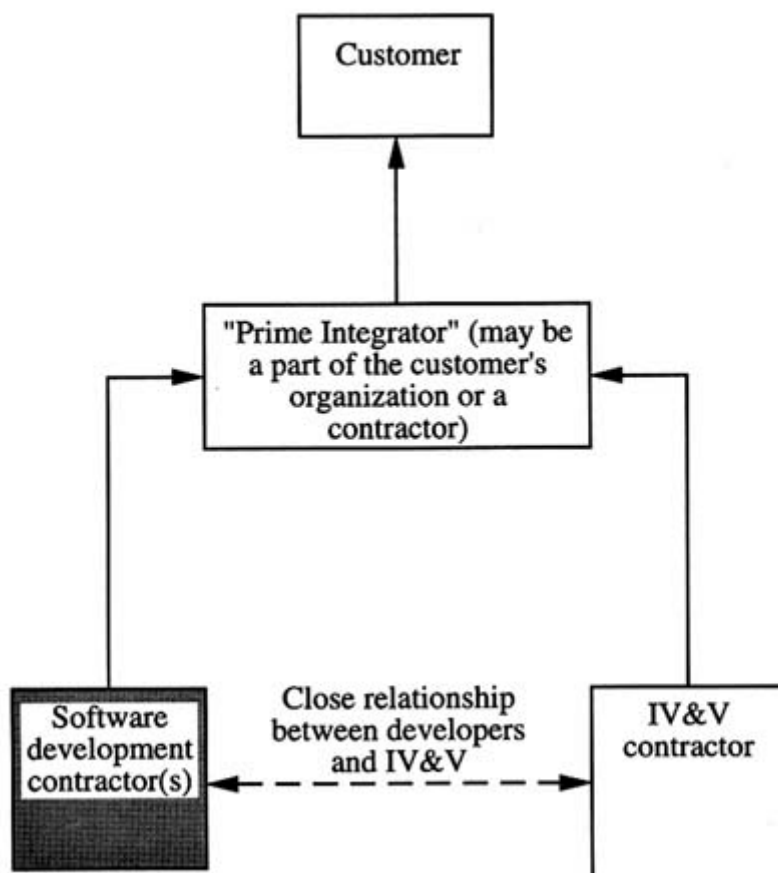 Customer
"Prime Integrator" (may be
a part of the customer's
organization or a
contractor)
Software
development
contractor(s)
Close relationship
between developers
and IV&V
IV&V
contractor